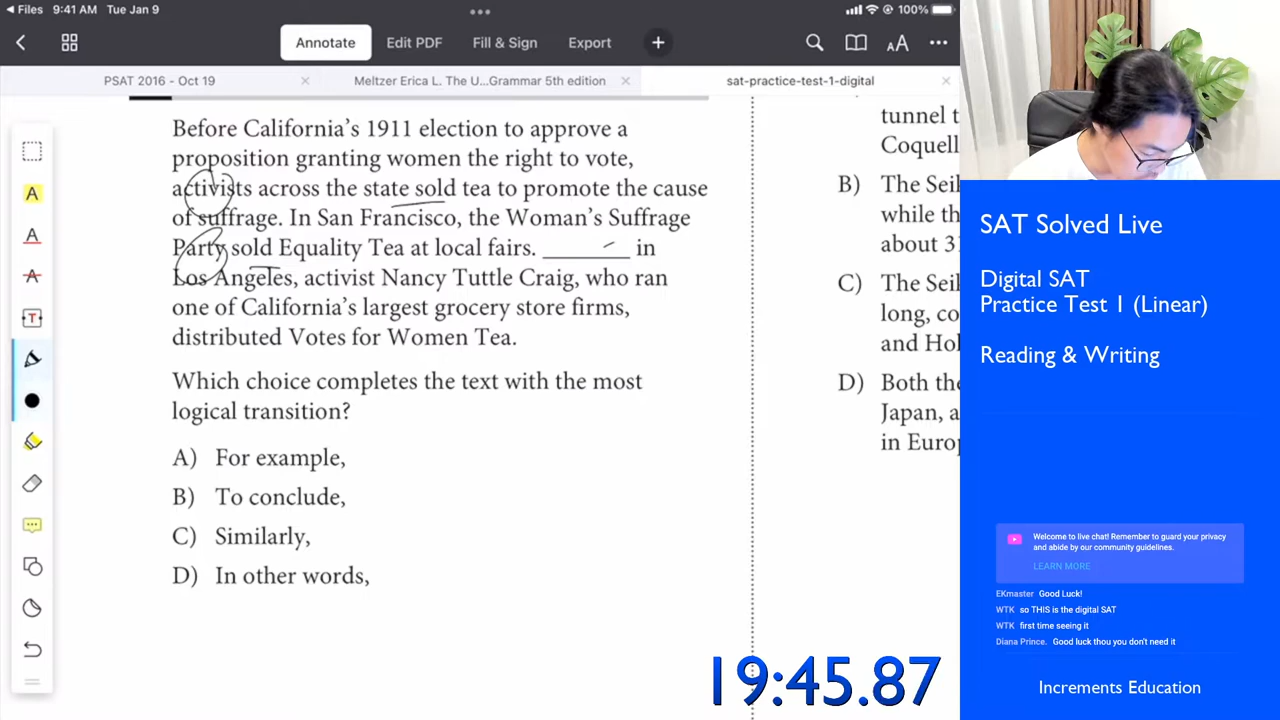 Files 9:41 AM Tue Jan 9
100%
Annotate Edit PDF Fill & Sign Export +
AA
PSAT 2016 - Oct 19 ×
Meltzer Erica L. The U...Grammar 5th edition ×
sat-practice-test-1-digital ×
Before California's 1911 election to approve a
proposition granting women the right to vote,
activists across the state sold tea to promote the cause
of suffrage. In San Francisco, the Woman's Suffrage
Party sold Equality Tea at local fairs. ______ in
Los Angeles, activist Nancy Tuttle Craig, who ran
one of California's largest grocery store firms,
distributed Votes for Women Tea.
Which choice completes the text with the most
logical transition?
A) For example,
B) To conclude,
C) Similarly,
D) In other words,
tunnel t
Coquell
B) The Seik
while th
about 3
C) The Seil
long, co
and Hol
D) Both the
Japan, a
in Europ
A
A
A
T
19:45.87
SAT Solved Live
Digital SAT
Practice Test 1 (Linear)
Reading & Writing
Welcome to live chat! Remember to guard your privacy
and abide by our community guidelines.
LEARN MORE
EKmaster Good Luck!
WTK so THIS is the digital SAT
WTK first time seeing it
Diana Prince. Good luck thou you don't need it
Increments Education